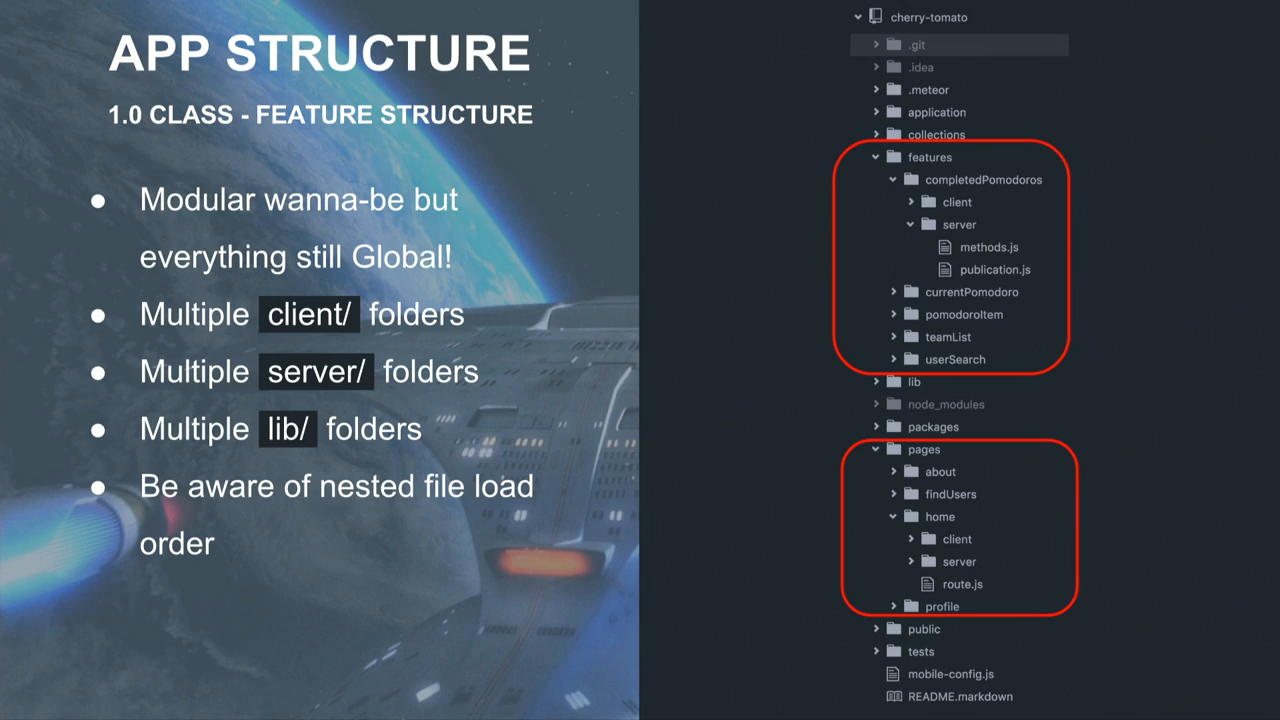 APP STRUCTURE
1.0 CLASS - FEATURE STRUCTURE
● Modular wanna-be but
everything still Global!
● Multiple client/ folders
● Multiple server/ folders
● Multiple lib/ folders
● Be aware of nested file load
order
cherry-tomato
.git
.idea
.meteor
application
collections
features
completedPomodoros
client
server
methods.js
publication.js
currentPomodoro
pomodoroItem
teamList
userSearch
lib
node_modules
packages
pages
about
findUsers
home
client
server
route.js
profile
public
tests
mobile-config.js
README.markdown